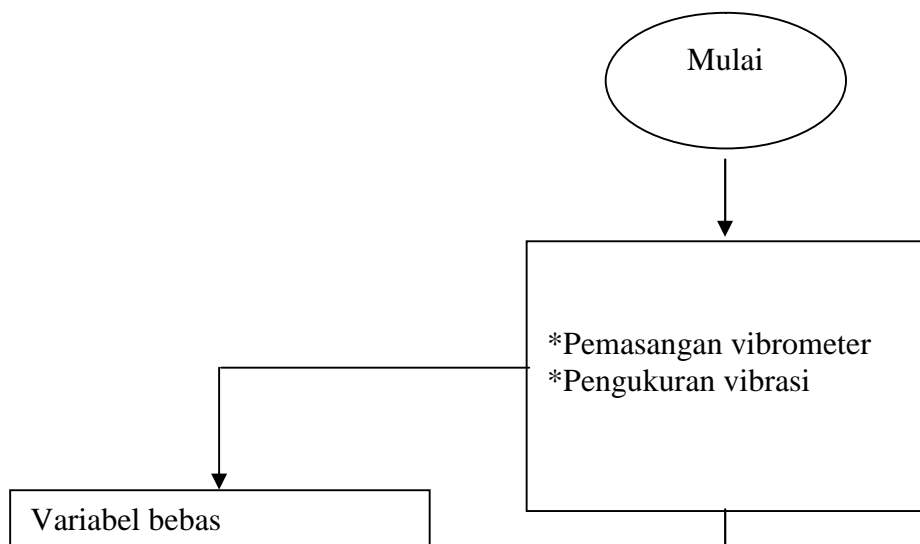 Mulai
*Pemasangan vibrometer
*Pengukuran vibrasi
Variabel bebas